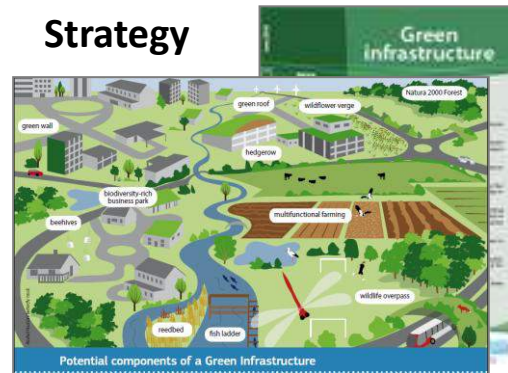 Strategy
Green
infrastructure
green roof
wildflower verge
Natura 2000 Forest
green wall
hedgerow
biodiversity-rich
business park
multifunctional farming
beehives
wildlife overpass
reedbed
fish ladder
Potential components of a Green Infrastructure